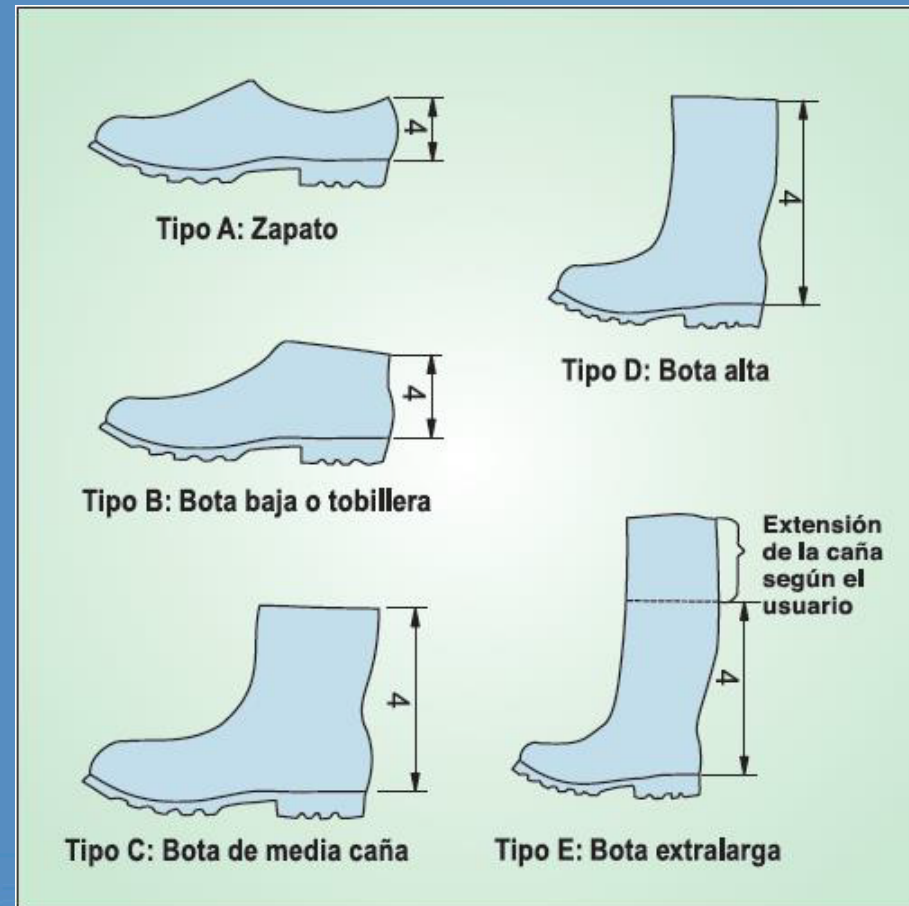 4
Tipo A: Zapato
4
Tipo B: Bota baja o tobillera
4
Tipo C: Bota de media caña
4
Tipo D: Bota alta
Extensión
de la caña
según el
usuario
4
Tipo E: Bota extralarga